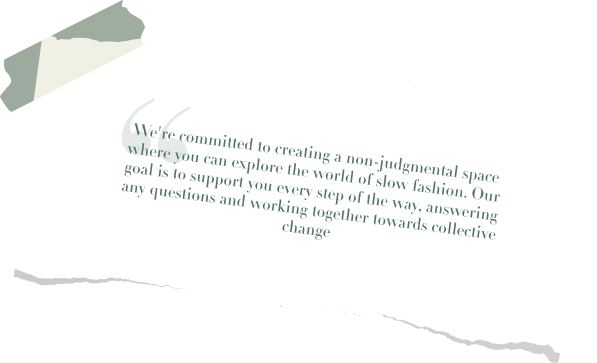 We're committed to creating a non-judgmental space
where you can explore the world of slow fashion. Our
goal is to support you every step of the way, answering
any questions and working together towards collective
change